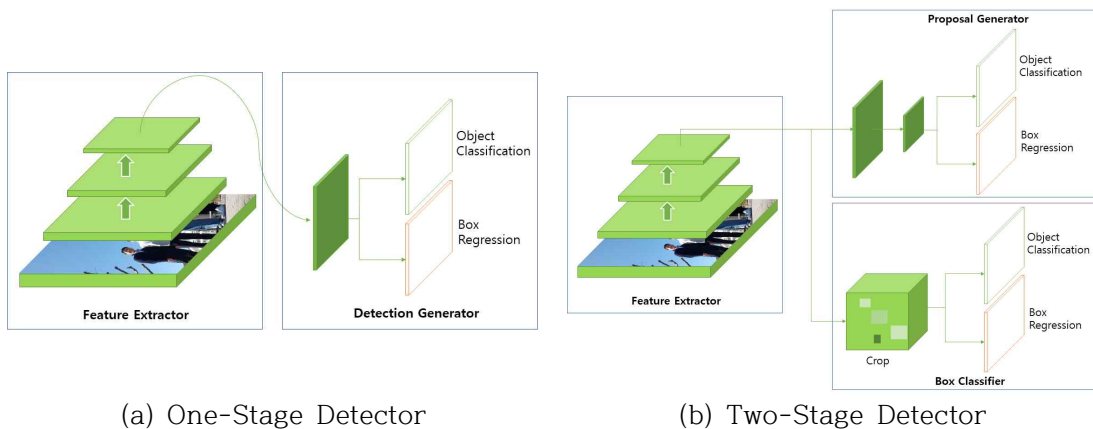 Feature Extractor
Object
Classification
Box
Regression
Detection Generator
(a) One-Stage Detector
Feature Extractor
Proposal Generator
Object
Classification
Box
Regression
Object
Classification
Box
Regression
Crop
Box Classifier
(b) Two-Stage Detector